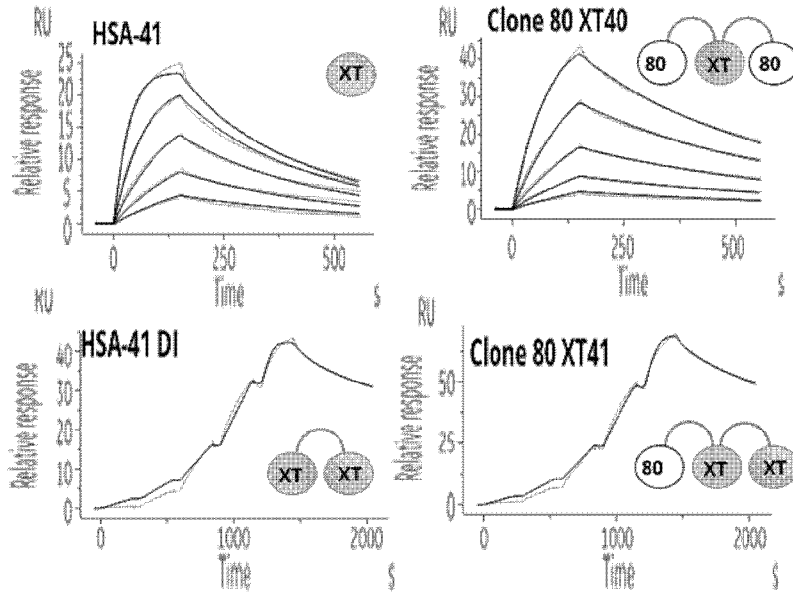 RU
HSA-41
XT
Relative response
25
20
15
10
5
0
0
250
500
Time
s
RU
Clone 80 XT40
80
XT
80
Relative response
40
30
20
10
0
0
250
500
Time
s
RU
HSA-41 DI
XT
XT
Relative response
40
30
20
10
0
0
1000
2000
Time
s
RU
Clone 80 XT41
80
XT
XT
Relative response
50
25
0
0
1000
2000
Time
s